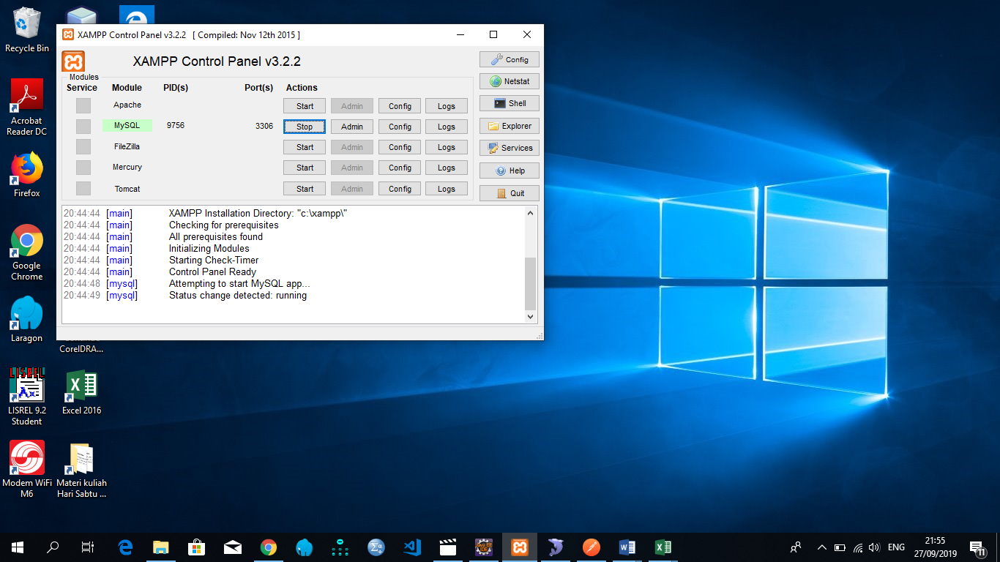 Recycle Bin
Acrobat
Reader DC
Firefox
Google
Chrome
Laragon
CorelDRA...
LISREL 9.2
Student
Excel 2016
Modem WiFi
M6
Materi kuliah
Hari Sabtu ...
XAMPP Control Panel v3.2.2 [ Compiled: Nov 12th 2015 ]
XAMPP Control Panel v3.2.2
Modules
Service Module PID(s) Port(s) Actions
Apache Start Admin Config Logs
MySQL 9756 3306 Stop Admin Config Logs
FileZilla Start Admin Config Logs
Mercury Start Admin Config Logs
Tomcat Start Admin Config Logs
Config
Netstat
Shell
Explorer
Services
Help
Quit
20:44:44 [main] XAMPP Installation Directory: "c:\xampp\"
20:44:44 [main] Checking for prerequisites
20:44:44 [main] All prerequisites found
20:44:44 [main] Initializing Modules
20:44:44 [main] Starting Check-Timer
20:44:44 [main] Control Panel Ready
20:44:48 [mysql] Attempting to start MySQL app...
20:44:49 [mysql] Status change detected: running
ENG
21:55
27/09/2019
11